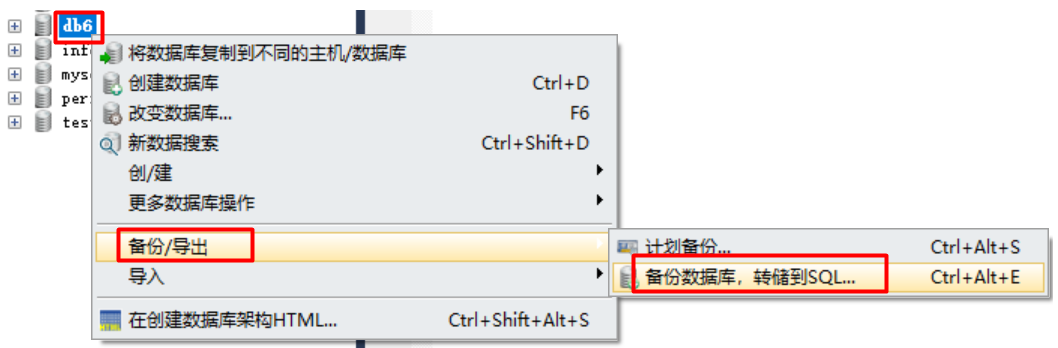 db6
将数据库复制到不同的主机/数据库
创建数据库 Ctrl+D
改变数据库... F6
新数据搜索 Ctrl+Shift+D
创/建
更多数据库操作
备份/导出
计划备份... Ctrl+Alt+S
导入
备份数据库，转储到SQL... Ctrl+Alt+E
在创建数据库架构HTML... Ctrl+Shift+Alt+S